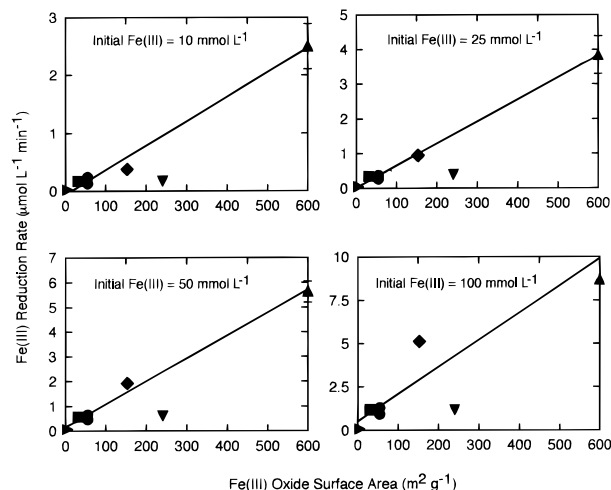 Fe(III) Reduction Rate (μmol L-1 min-1)
Initial Fe(III) = 10 mmol L-1
3
2
1
0
0 100 200 300 400 500 600
Initial Fe(III) = 25 mmol L-1
5
4
3
2
1
0
0 100 200 300 400 500 600
Initial Fe(III) = 50 mmol L-1
7
6
5
4
3
2
1
0
0 100 200 300 400 500 600
Initial Fe(III) = 100 mmol L-1
10
7.5
5
2.5
0
0 100 200 300 400 500 600
Fe(III) Oxide Surface Area (m2 g-1)